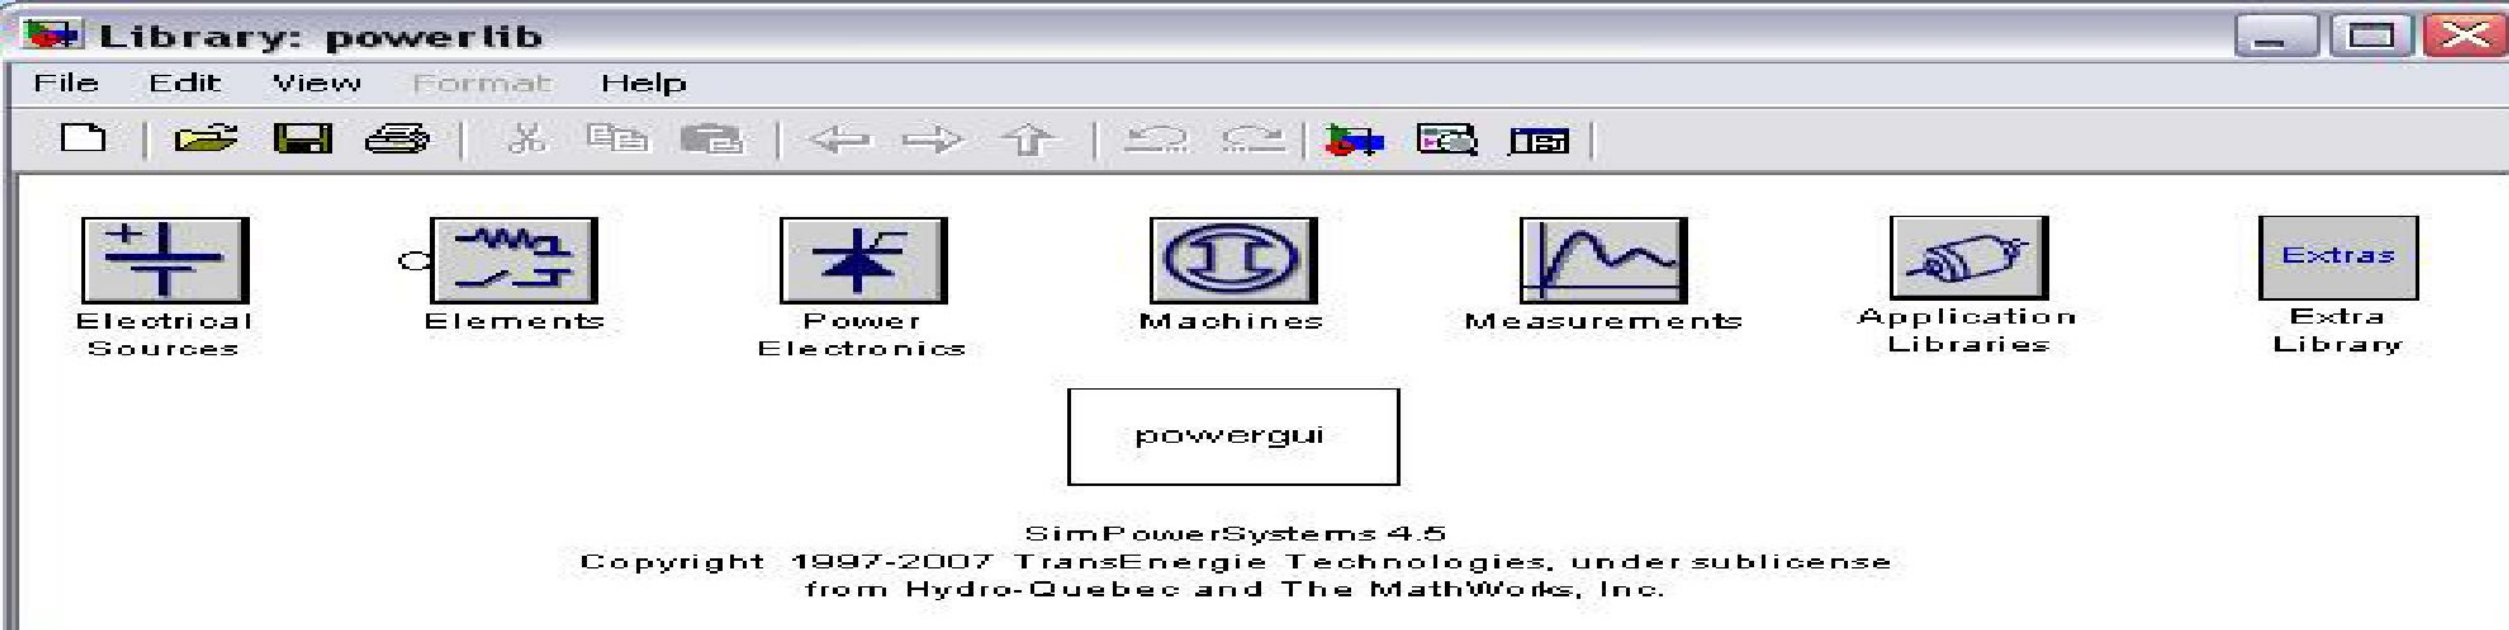 Library: powerlib
File Edit View Format Help
Extras
Electrical
Sources
Elements
Power
Electronics
Machines
Measurements
Application
Libraries
Extra
Library
powergui
SimPowerSystems 4.5
Copyright 1997-2007 TransEnergie Technologies, under sublicense
from Hydro-Quebec and The MathWorks, Inc.